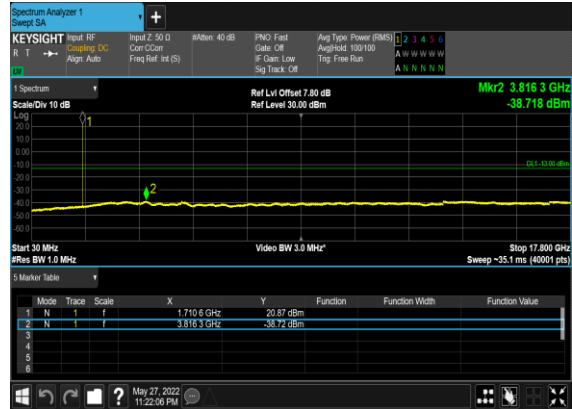 Spectrum Analyzer 1
Swept SA
+
KEYSIGHT Input: RF Input Z: 50 Ω #Atten: 40 dB PNO: Fast Avg Type: Power (RMS) 1 2 3 4 5 6
R T Coupling: DC Corr CCorr Gate: Off Avg|Hold: 100/100 A W W W W W
Align: Auto Freq Ref: Int (S) IF Gain: Low Trig: Free Run
Sig Track: Off A N N N N N
1 Spectrum Ref Lvl Offset 7.80 dB Mkr2 3.816 3 GHz
Scale/Div 10 dB Ref Level 30.00 dBm -38.718 dBm
Log
20.0
10.0
0.00
-10.0
DL1 -13.00 dBm
-20.0
-30.0
-40.0
-50.0
-60.0
1
2
Start 30 MHz Video BW 3.0 MHz* Stop 17.800 GHz
#Res BW 1.0 MHz Sweep ~35.1 ms (40001 pts)
5 Marker Table
Mode Trace Scale X Y Function Function Width Function Value
1 N 1 f 1.710 6 GHz 20.87 dBm
2 N 1 f 3.816 3 GHz -38.72 dBm
3
4
5
6
? May 27, 2022
11:22:06 PM